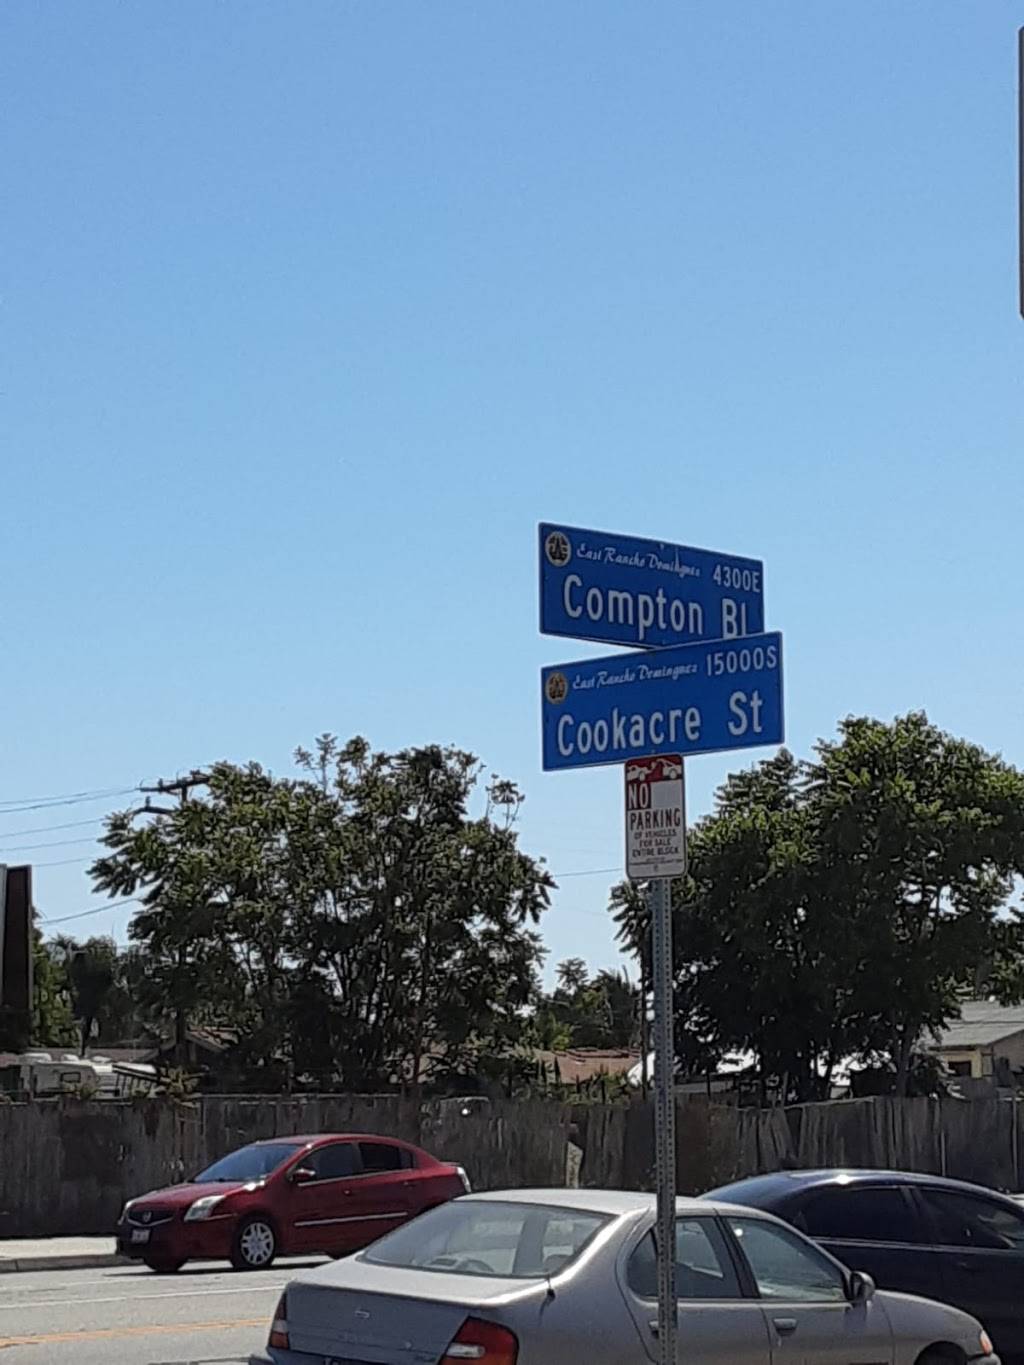 East Rancho Dominguez 4300E
Compton Bl
East Rancho Dominguez 15000S
Cookacre St
NO
PARKING
OF VEHICLES
FOR SALE
ENTIRE BLOCK